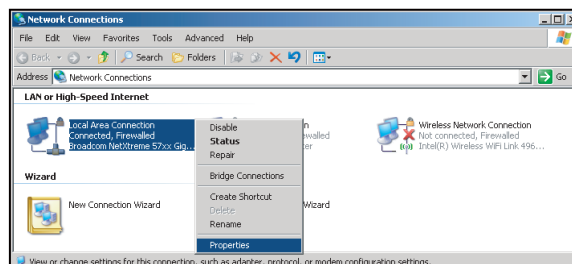 Network Connections
File Edit View Favorites Tools Advanced Help
Back Search Folders
Address Network Connections Go
LAN or High-Speed Internet
Local Area Connection
Connected, Firewalled
Broadcom NetXtreme 57xx Gig...
Wireless Network Connection
Not connected, Firewalled
Intel(R) Wireless WiFi Link 496...
Disable
Status
Repair
Bridge Connections
Create Shortcut
Delete
Rename
Properties
Wizard
New Connection Wizard
Wizard
View or change settings for this connection, such as adapter, protocol, or modem configuration settings.